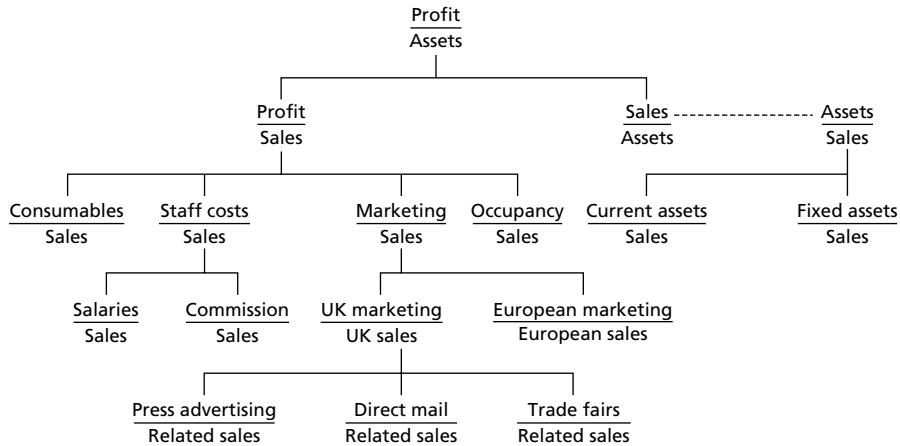 Profit
Assets
Profit
Sales
Sales
Assets
Assets
Sales
Consumables
Sales
Staff costs
Sales
Marketing
Sales
Occupancy
Sales
Current assets
Sales
Fixed assets
Sales
Salaries
Sales
Commission
Sales
UK marketing
UK sales
European marketing
European sales
Press advertising
Related sales
Direct mail
Related sales
Trade fairs
Related sales